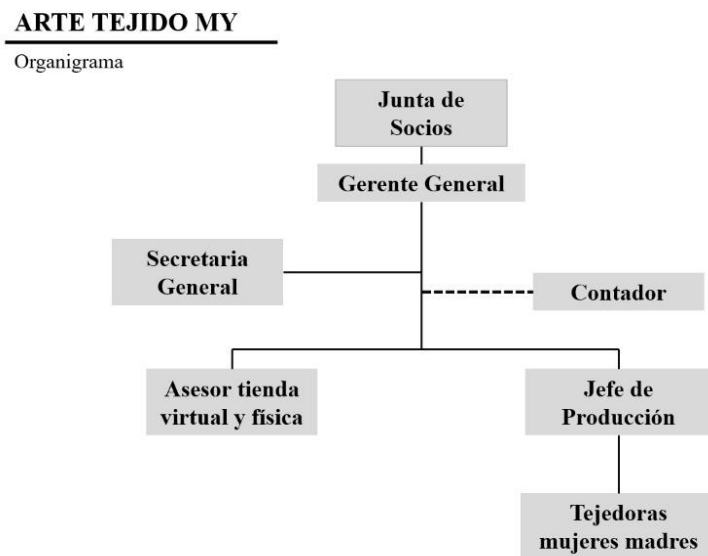 ARTE TEJIDO MY
Organigrama
Junta de
Socios
Gerente General
Secretaria
General
Contador
Asesor tienda
virtual y física
Jefe de
Producción
Tejedoras
mujeres madres